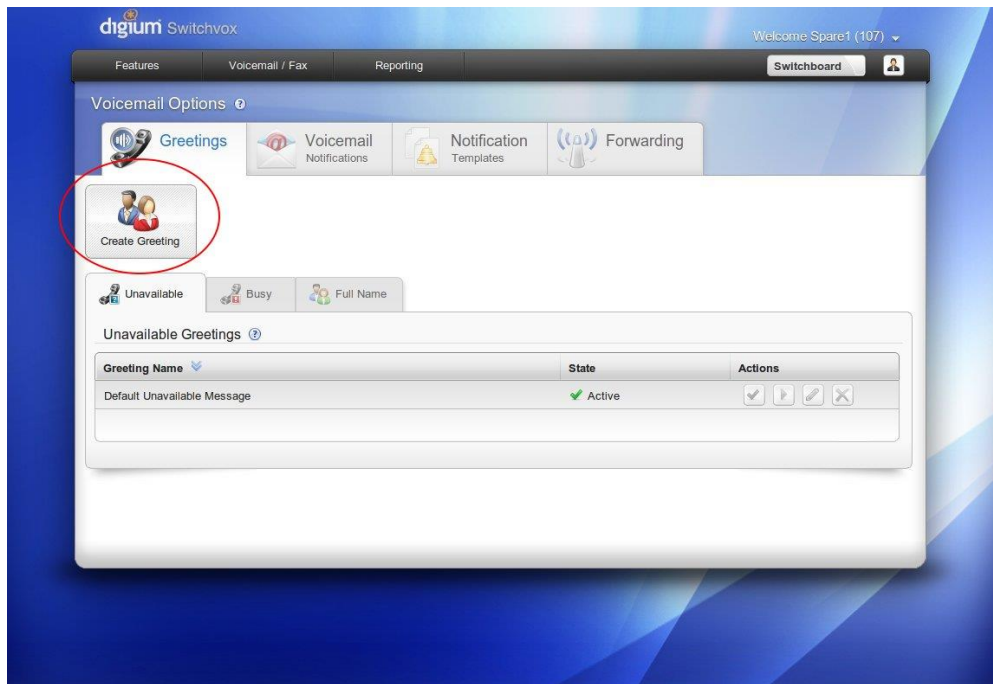 digium Switchvox
Welcome Spare1 (107)
Features Voicemail / Fax Reporting Switchboard
Voicemail Options ?
Greetings
Voicemail Notifications
Notification Templates
Forwarding
Create Greeting
Unavailable Busy Full Name
Unavailable Greetings ?
Greeting Name State Actions
Default Unavailable Message Active